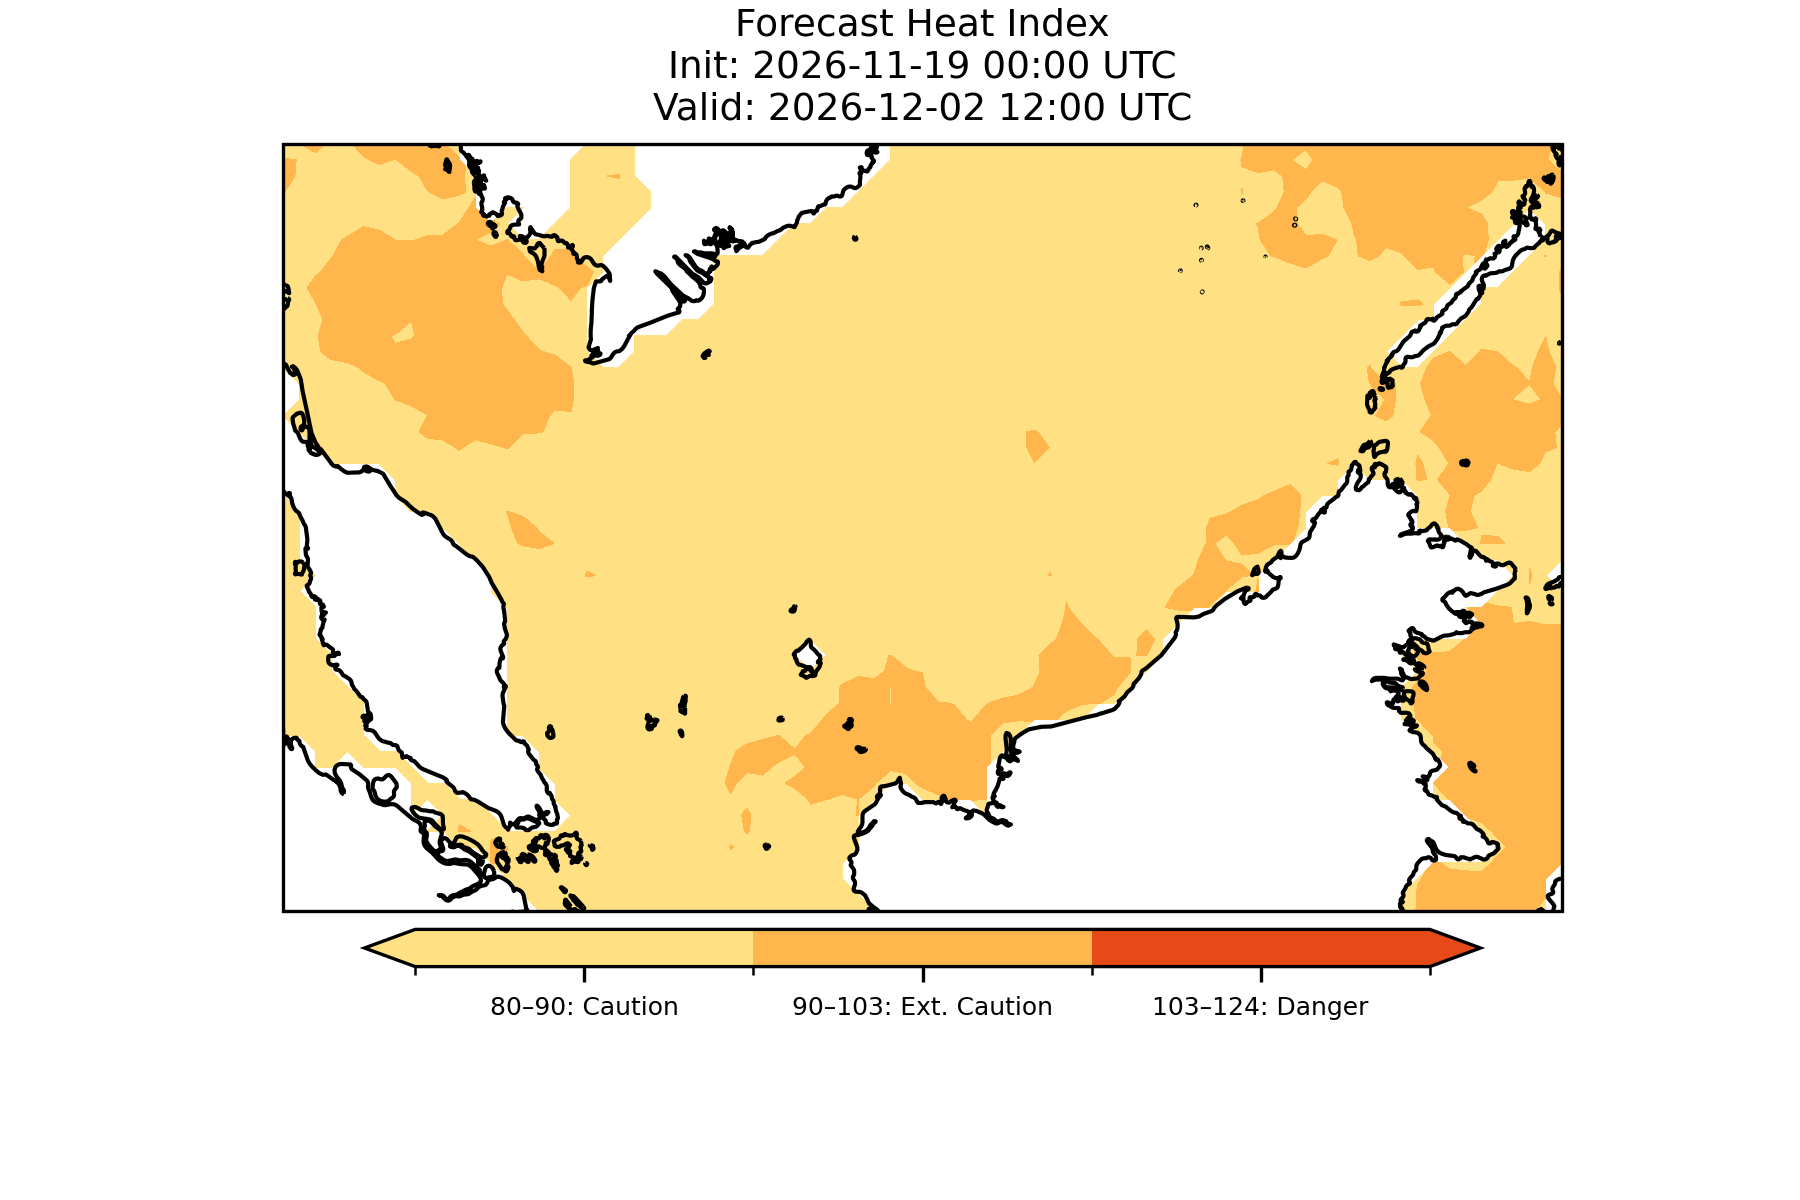 Forecast Heat Index
Init: 2026-11-19 00:00 UTC
Valid: 2026-12-02 12:00 UTC
80–90: Caution
90–103: Ext. Caution
103–124: Danger